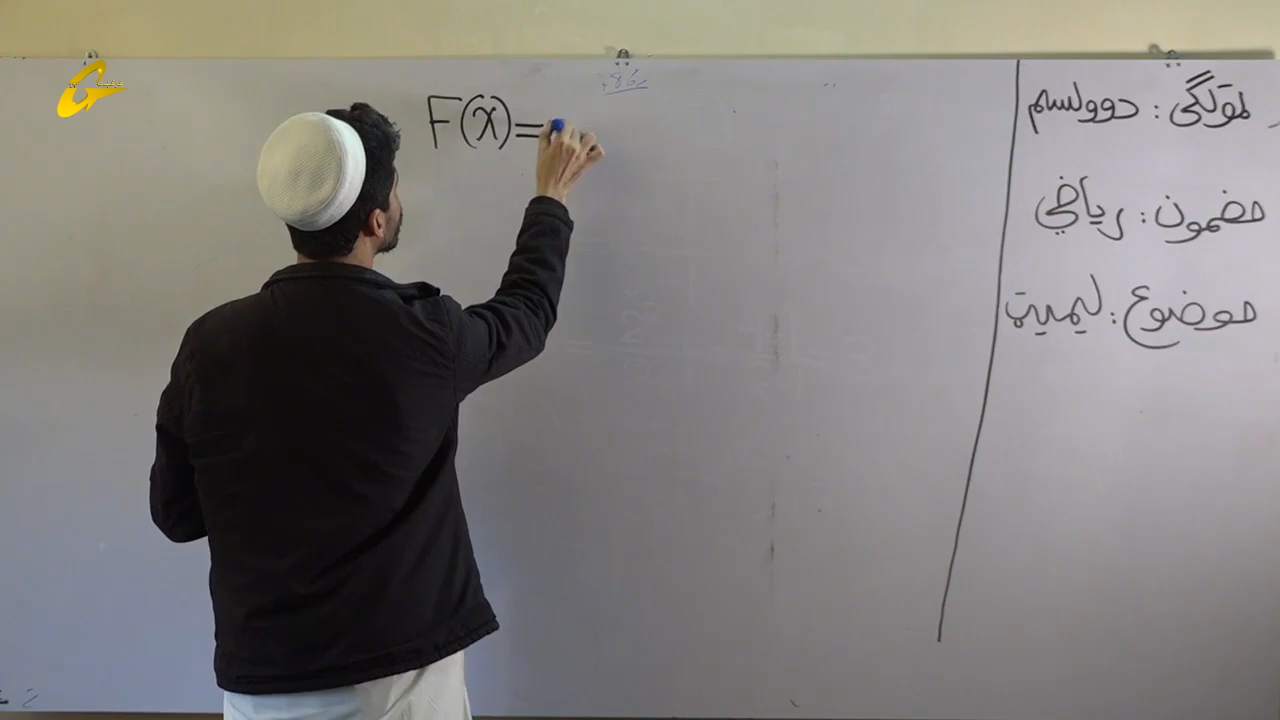 F(x)=
ټولګی: دوولسم
مضمون: ریاضي
موضوع: لیمیټ